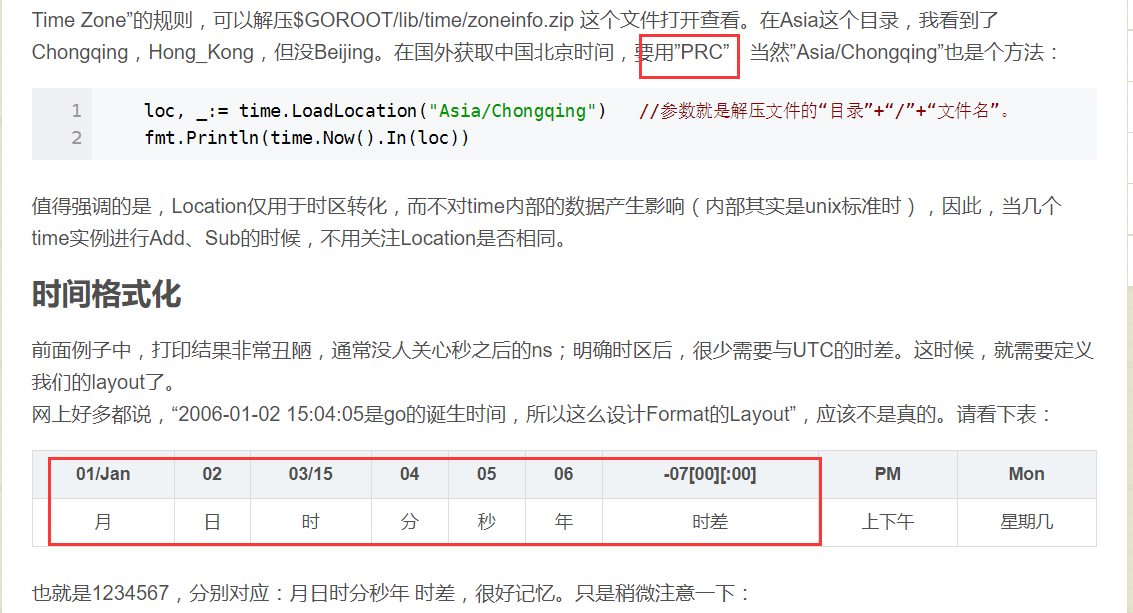 Time Zone”的规则，可以解压$GOROOT/lib/time/zoneinfo.zip 这个文件打开查看。在Asia这个目录，我看到了
Chongqing，Hong_Kong，但没Beijing。在国外获取中国北京时间，要用”PRC”，当然”Asia/Chongqing”也是个方法：
1 loc, _:= time.LoadLocation("Asia/Chongqing") //参数就是解压文件的“目录”+“/”+“文件名”。
2 fmt.Println(time.Now().In(loc))
值得强调的是，Location仅用于时区转化，而不对time内部的数据产生影响（内部其实是unix标准时），因此，当几个
time实例进行Add、Sub的时候，不用关注Location是否相同。
时间格式化
前面例子中，打印结果非常丑陋，通常没人关心秒之后的ns；明确时区后，很少需要与UTC的时差。这时候，就需要定义
我们的layout了。
网上好多都说，“2006-01-02 15:04:05是go的诞生时间，所以这么设计Format的Layout”，应该不是真的。请看下表：
01/Jan 02 03/15 04 05 06 -07[00][:00] PM Mon
月 日 时 分 秒 年 时差 上下午 星期几
也就是1234567，分别对应：月日时分秒年 时差，很好记忆。只是稍微注意一下：